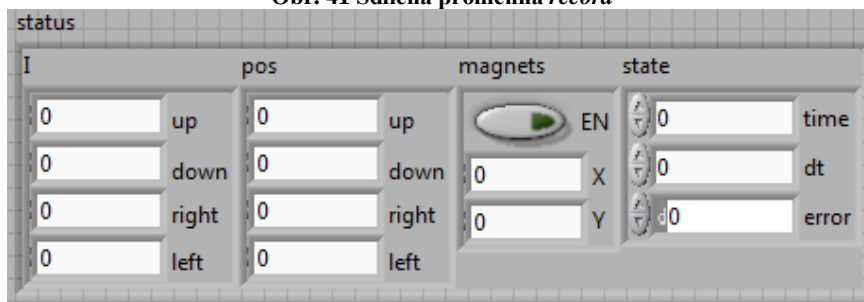 Obr. 41 Sdílená proměnná record
status
I pos magnets state
0 up 0 up EN 0 time
0 down 0 down 0 X 0 dt
0 right 0 right 0 Y d0 error
0 left 0 left